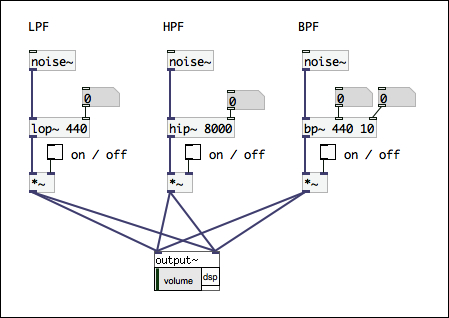 LPF HPF BPF
noise~ noise~ noise~
0 0 0 0
lop~ 440 hip~ 8000 bp~ 440 10
on / off on / off on / off
*~ *~ *~
output~
volume dsp